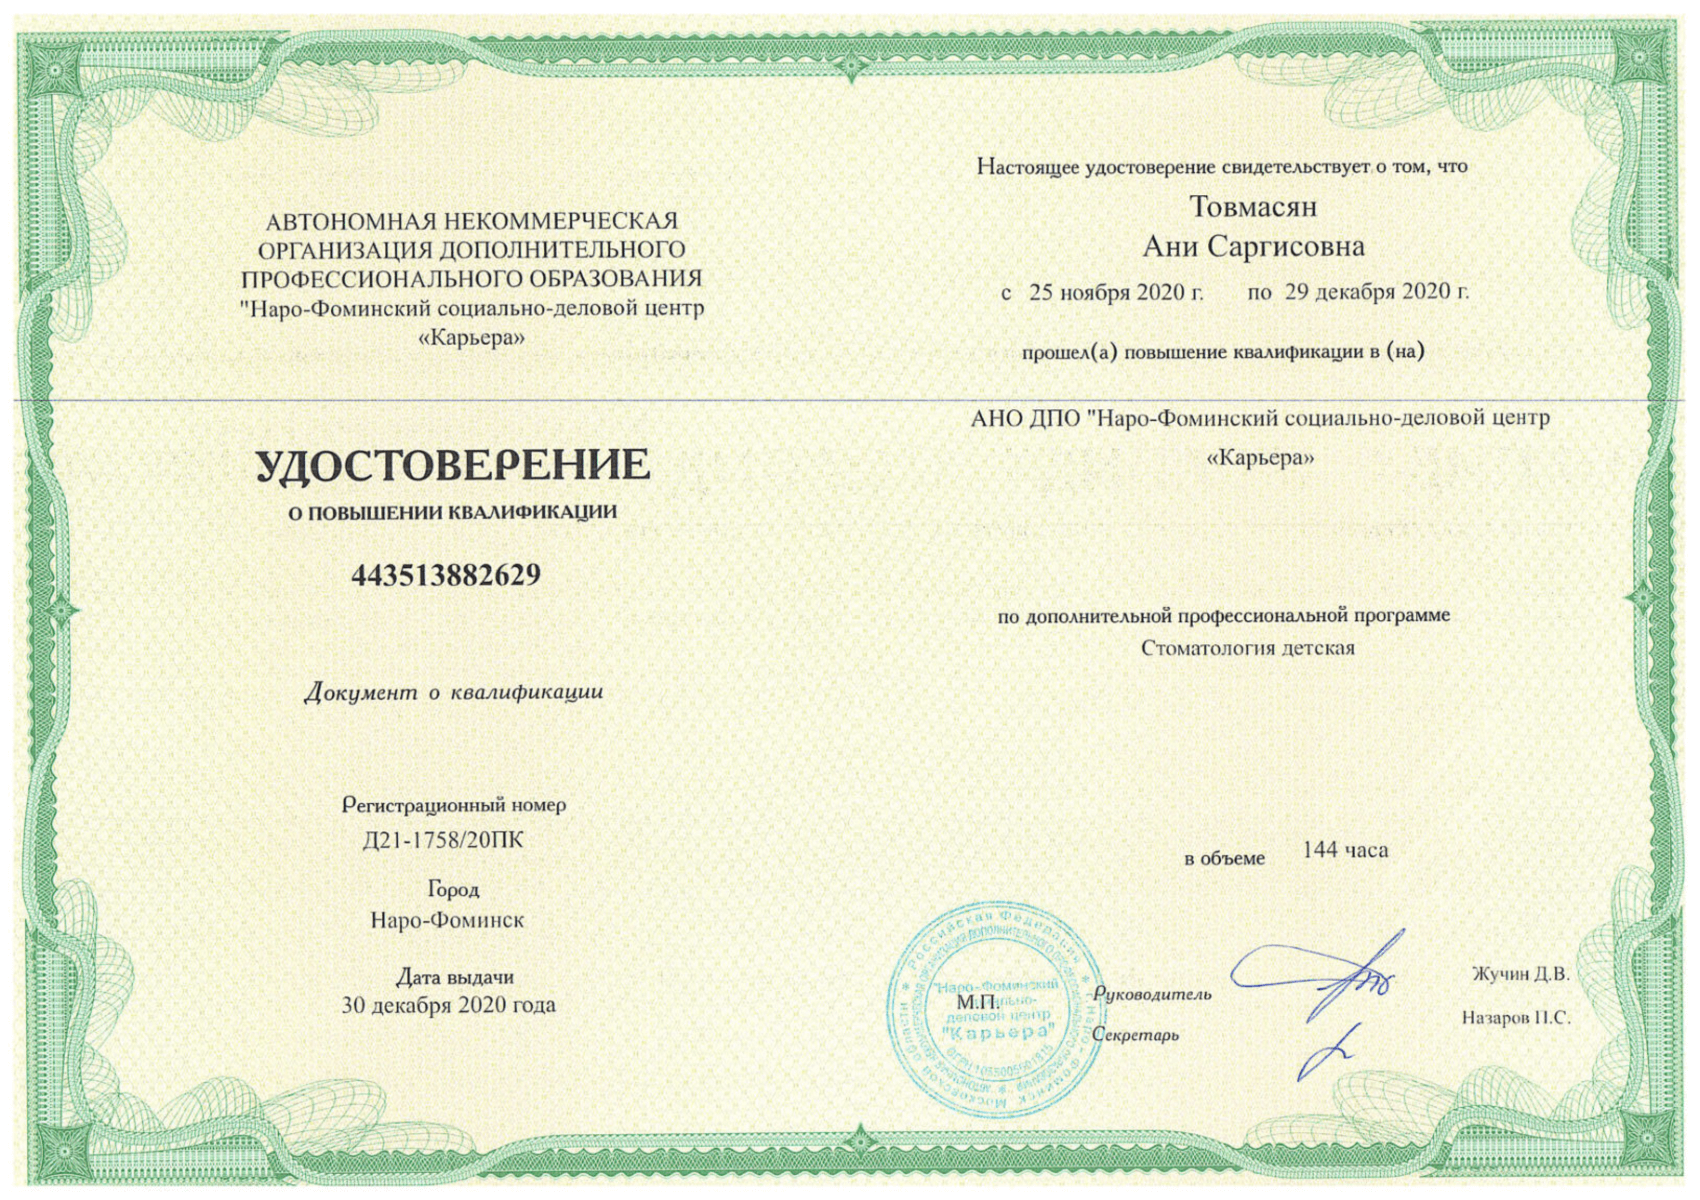 АВТОНОМНАЯ НЕКОММЕРЧЕСКАЯ
ОРГАНИЗАЦИЯ ДОПОЛНИТЕЛЬНОГО
ПРОФЕССИОНАЛЬНОГО ОБРАЗОВАНИЯ
"Наро-Фоминский социально-деловой центр
«Карьера»
УДОСТОВЕРЕНИЕ
О ПОВЫШЕНИИ КВАЛИФИКАЦИИ
443513882629
Документ о квалификации
Регистрационный номер
Д21-1758/20ПК
Город
Наро-Фоминск
Дата выдачи
30 декабря 2020 года
Настоящее удостоверение свидетельствует о том, что
Товмасян
Ани Саргисовна
с 25 ноября 2020 г. по 29 декабря 2020 г.
прошел(а) повышение квалификации в (на)
АНО ДПО "Наро-Фоминский социально-деловой центр
«Карьера»
по дополнительной профессиональной программе
Стоматология детская
в объеме 144 часа
М.П.
Руководитель Жучин Д.В.
Секретарь Назаров П.С.
Российская Федерация * Наро-Фоминск Московской области *
"Наро-Фоминский
деловой центр
"Карьера"